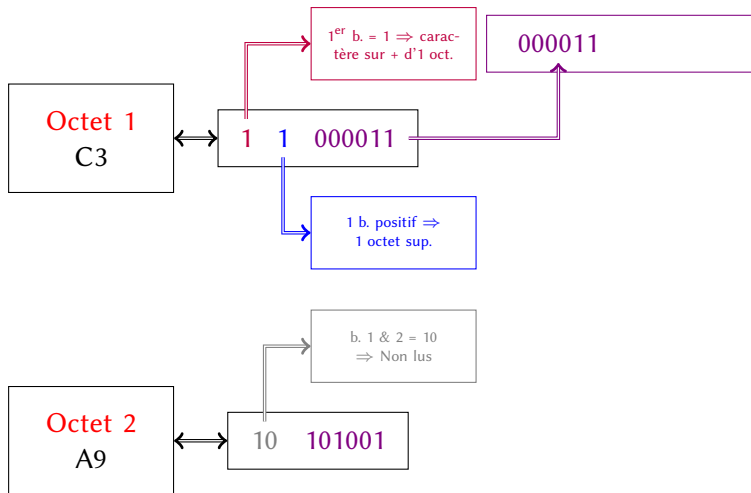 1er b. = 1 ⇒ carac-
tère sur + d'1 oct.
000011
Octet 1
C3
1 1 000011
1 b. positif ⇒
1 octet sup.
b. 1 & 2 = 10
⇒ Non lus
Octet 2
A9
10 101001